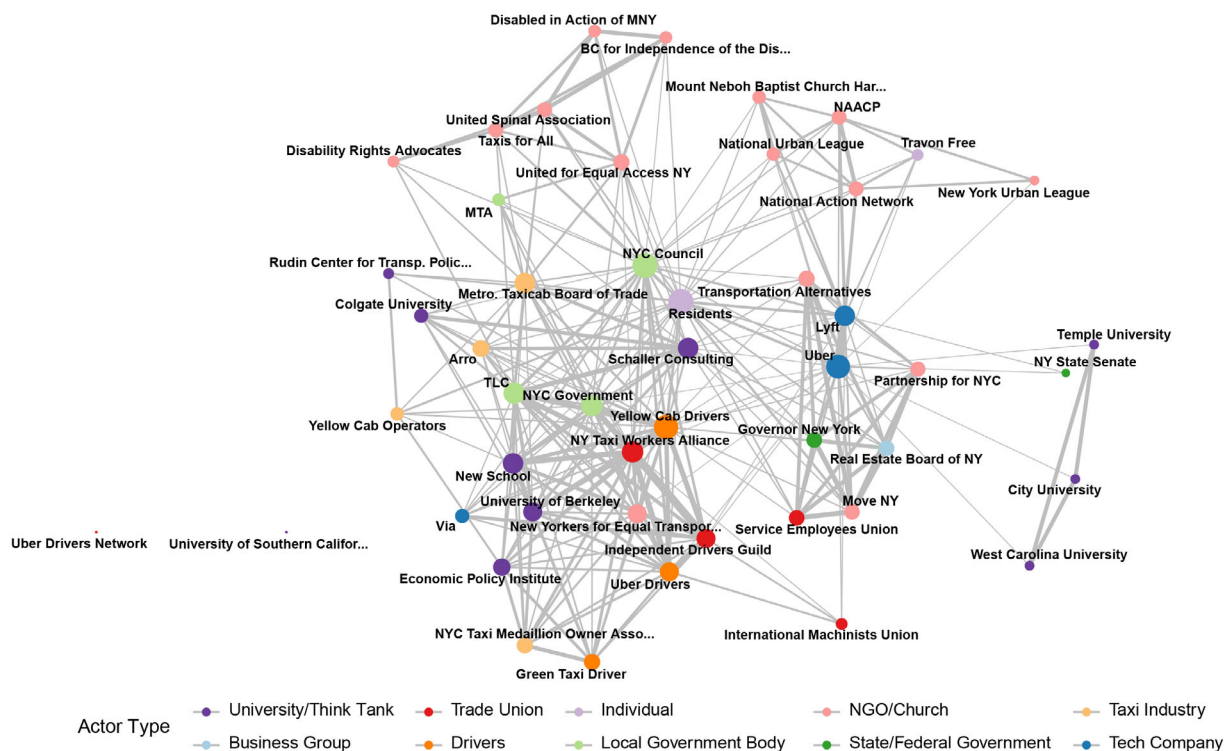 Disabled in Action of MNY
BC for Independence of the Dis...
Mount Neboh Baptist Church Har...
NAACP
United Spinal Association
Taxis for All
National Urban League
Travon Free
Disability Rights Advocates
United for Equal Access NY
National Action Network
New York Urban League
MTA
NYC Council
Rudin Center for Transp. Polic...
Metro. Taxicab Board of Trade
Transportation Alternatives
Colgate University
Residents
Lyft
Temple University
Arro
Schaller Consulting
Uber
NY State Senate
TLC
NYC Government
Partnership for NYC
Yellow Cab Drivers
Yellow Cab Operators
Governor New York
NY Taxi Workers Alliance
Real Estate Board of NY
New School
City University
University of Berkeley
Move NY
Via
New Yorkers for Equal Transpor...
Service Employees Union
Uber Drivers Network
University of Southern Califor...
Independent Drivers Guild
West Carolina University
Economic Policy Institute
Uber Drivers
NYC Taxi Medaillion Owner Asso...
International Machinists Union
Green Taxi Driver
Actor Type
University/Think Tank
Trade Union
Individual
NGO/Church
Taxi Industry
Business Group
Drivers
Local Government Body
State/Federal Government
Tech Company